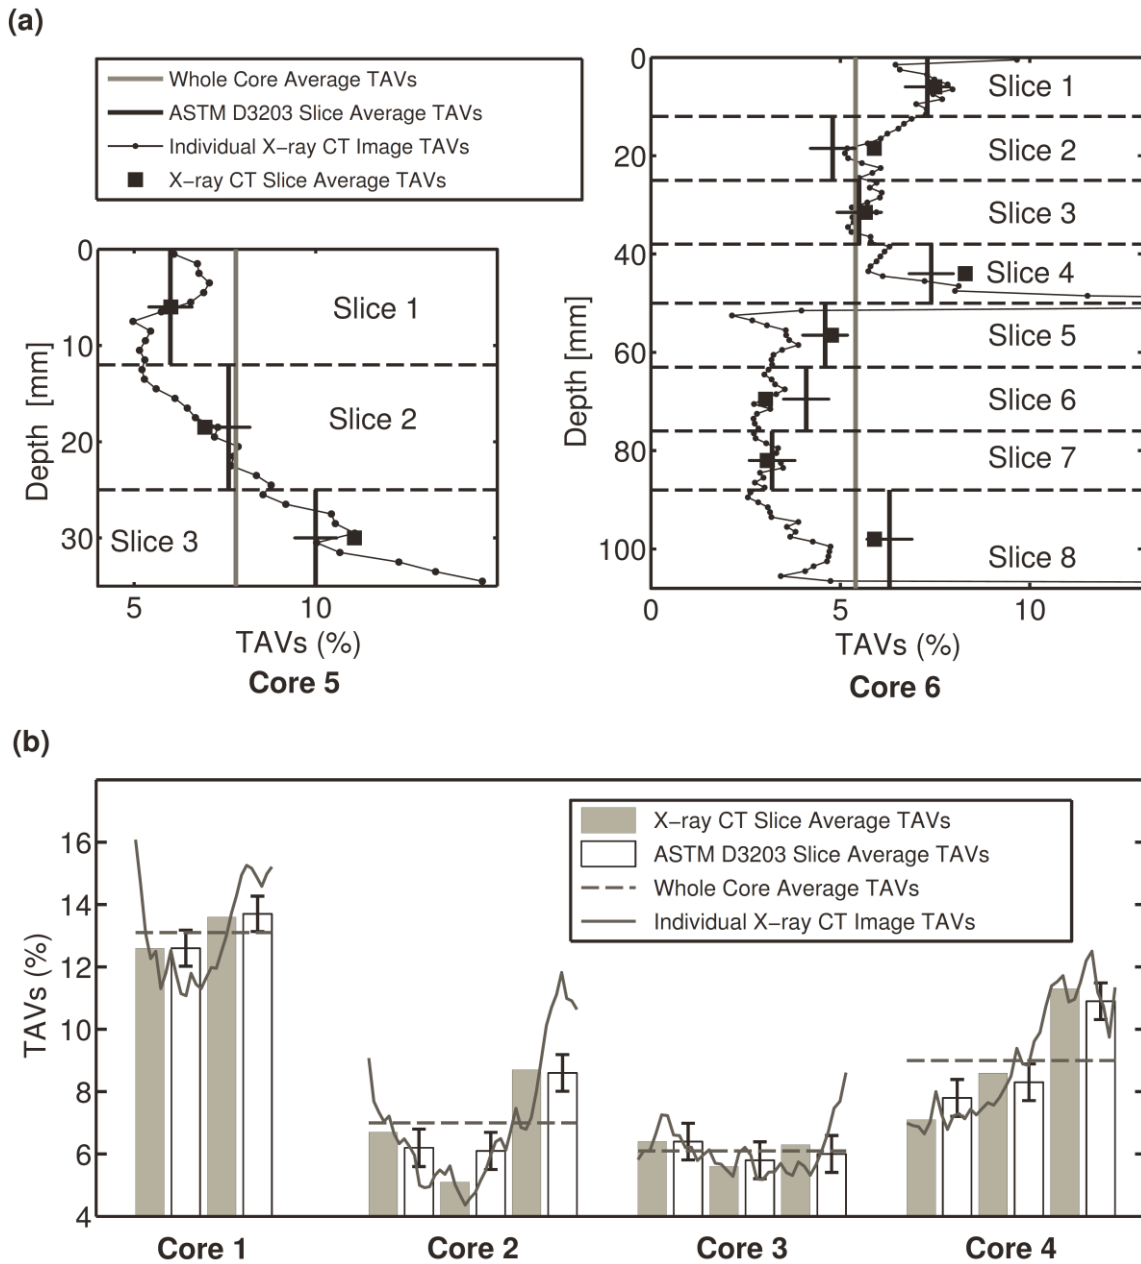 (a)
Whole Core Average TAVs
ASTM D3203 Slice Average TAVs
Individual X-ray CT Image TAVs
X-ray CT Slice Average TAVs
0
10
20
30
Depth [mm]
Slice 1
Slice 2
Slice 3
5
10
TAVs (%)
Core 5
0
20
40
60
80
100
Depth [mm]
Slice 1
Slice 2
Slice 3
Slice 4
Slice 5
Slice 6
Slice 7
Slice 8
0
5
10
TAVs (%)
Core 6
(b)
16
14
12
10
8
6
4
TAVs (%)
X-ray CT Slice Average TAVs
ASTM D3203 Slice Average TAVs
Whole Core Average TAVs
Individual X-ray CT Image TAVs
Core 1
Core 2
Core 3
Core 4